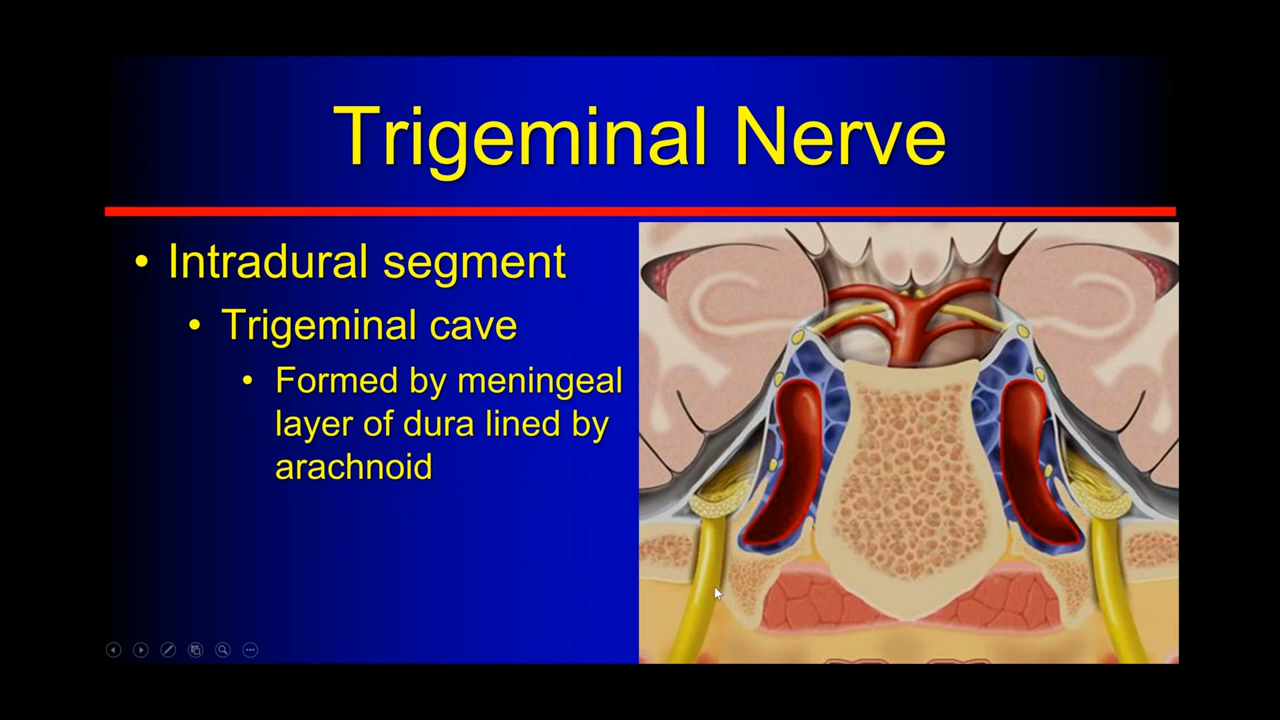 Trigeminal Nerve
• Intradural segment
• Trigeminal cave
• Formed by meningeal
layer of dura lined by
arachnoid